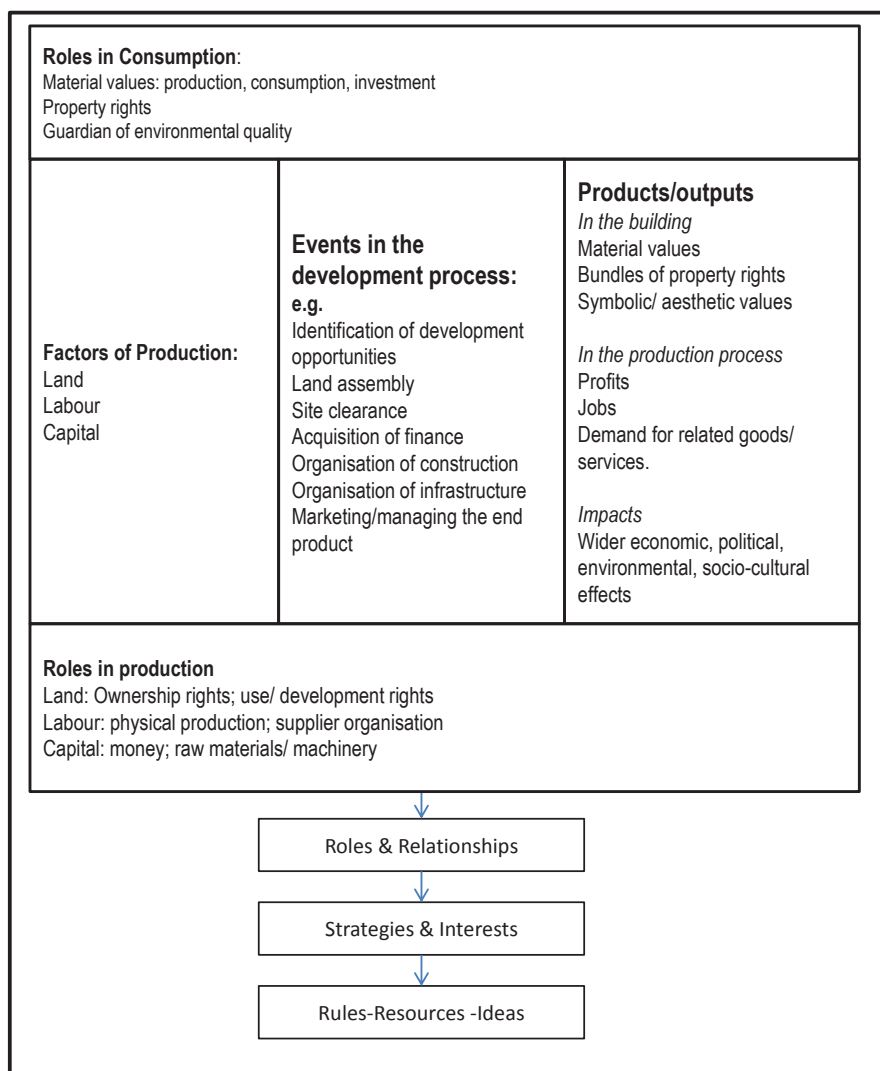 Roles in Consumption:
Material values: production, consumption, investment
Property rights
Guardian of environmental quality
Factors of Production:
Land
Labour
Capital
Events in the
development process:
e.g.
Identification of development
opportunities
Land assembly
Site clearance
Acquisition of finance
Organisation of construction
Organisation of infrastructure
Marketing/managing the end
product
Products/outputs
In the building
Material values
Bundles of property rights
Symbolic/ aesthetic values
In the production process
Profits
Jobs
Demand for related goods/
services.
Impacts
Wider economic, political,
environmental, socio-cultural
effects
Roles in production
Land: Ownership rights; use/ development rights
Labour: physical production; supplier organisation
Capital: money; raw materials/ machinery
Roles & Relationships
Strategies & Interests
Rules-Resources -Ideas